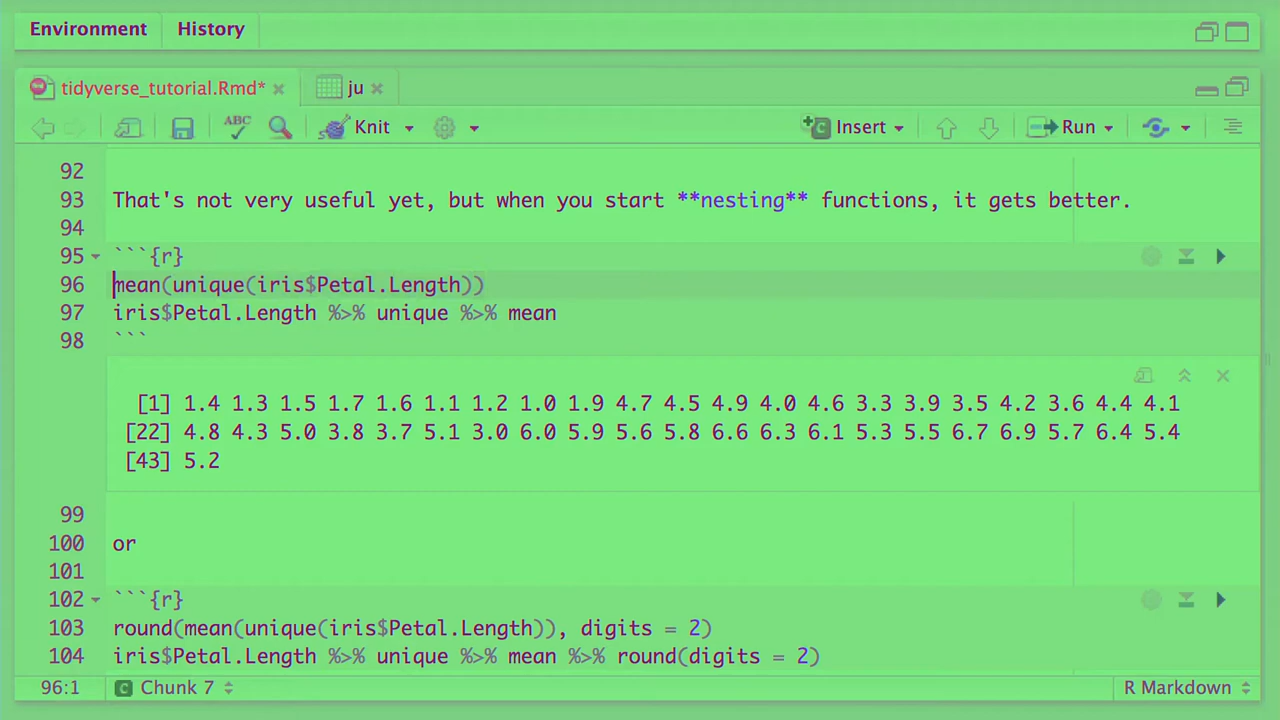 Environment History
tidyverse_tutorial.Rmd* ju
ABC Knit Insert Run
92
93 That's not very useful yet, but when you start **nesting** functions, it gets better.
94
95 ```{r}
96 mean(unique(iris$Petal.Length))
97 iris$Petal.Length %>% unique %>% mean
98 ```
[1] 1.4 1.3 1.5 1.7 1.6 1.1 1.2 1.0 1.9 4.7 4.5 4.9 4.0 4.6 3.3 3.9 3.5 4.2 3.6 4.4 4.1
[22] 4.8 4.3 5.0 3.8 3.7 5.1 3.0 6.0 5.9 5.6 5.8 6.6 6.3 6.1 5.3 5.5 6.7 6.9 5.7 6.4 5.4
[43] 5.2
99
100 or
101
102 ```{r}
103 round(mean(unique(iris$Petal.Length)), digits = 2)
104 iris$Petal.Length %>% unique %>% mean %>% round(digits = 2)
96:1 C Chunk 7 R Markdown